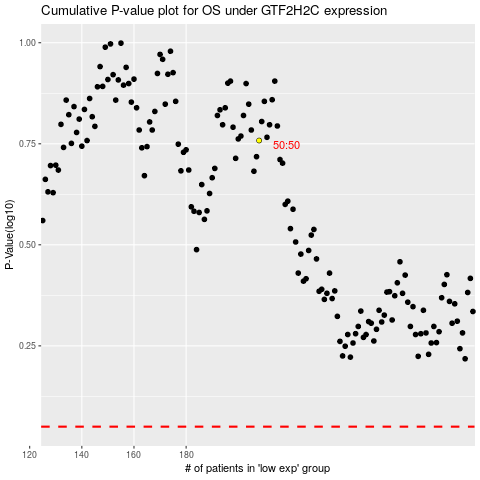 Cumulative P-value plot for OS under GTF2H2C expression
1.00
0.75
0.50
0.25
P-Value(log10)
50:50
120 140 160 180
# of patients in 'low exp' group